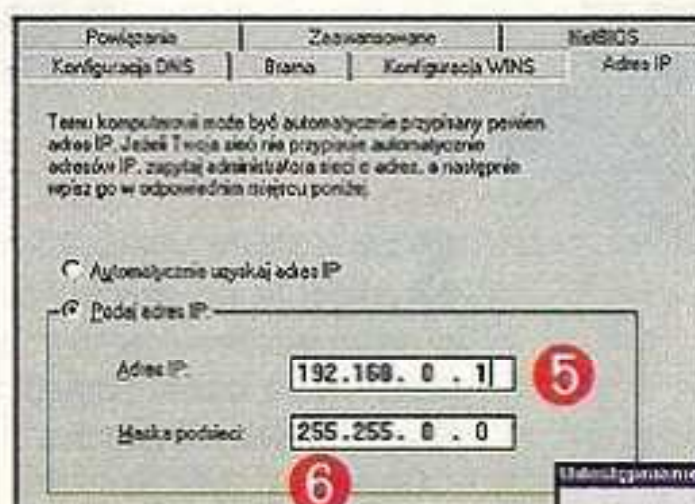 Powiązania Zaawansowane NetBIOS
Konfiguracja DNS Brama Konfiguracja WINS Adres IP
Temu komputerowi może być automatycznie przypisany pewien
adres IP. Jeżeli Twoja sieć nie przypisuje automatycznie
adresów IP, zapytaj administratora sieci o adres, a następnie
wpisz go w odpowiednim miejscu poniżej.
Automatycznie uzyskaj adres IP
Podaj adres IP:
Adres IP: 192.168. 0 . 1 5
Maska podsieci: 255.255. 0 . 0
6
Udostępnianie